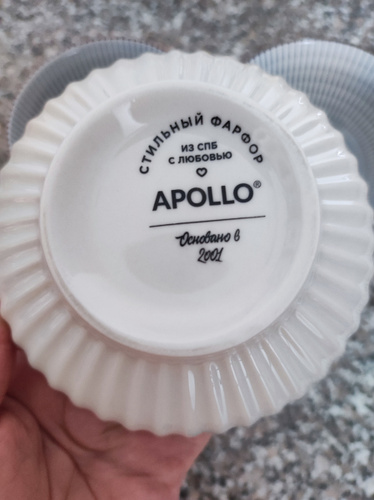 СТИЛЬНЫЙ ФАРФОР
ИЗ СПБ
С ЛЮБОВЬЮ
APOLLO®
Основано в
2001